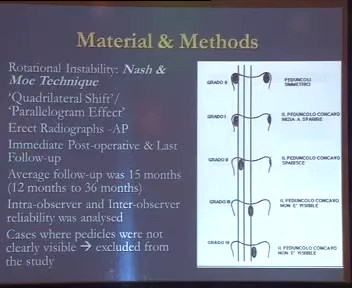 Material & Methods
Rotational Instability: Nash &
Moe Technique
‘Quadrilateral Shift’/
‘Parallelogram Effect’
Erect Radiographs -AP
Immediate Post-operative & Last
Follow-up
Average follow-up was 15 months
(12 months to 36 months)
Intra-observer and Inter-observer
reliability was analysed
Cases where pedicles were not
clearly visible → excluded from
the study
GRADO 0
PEDUNCOLI
SIMMETRICI
GRADO I
IL PEDUNCOLO CONCAVO
INIZIA A SPARIRE
GRADO II
IL PEDUNCOLO CONCAVO
SPARISCE
GRADO III
IL PEDUNCOLO CONCAVO
NON E' VISIBILE
GRADO IV
IL PEDUNCOLO CONCAVO
NON E' VISIBILE